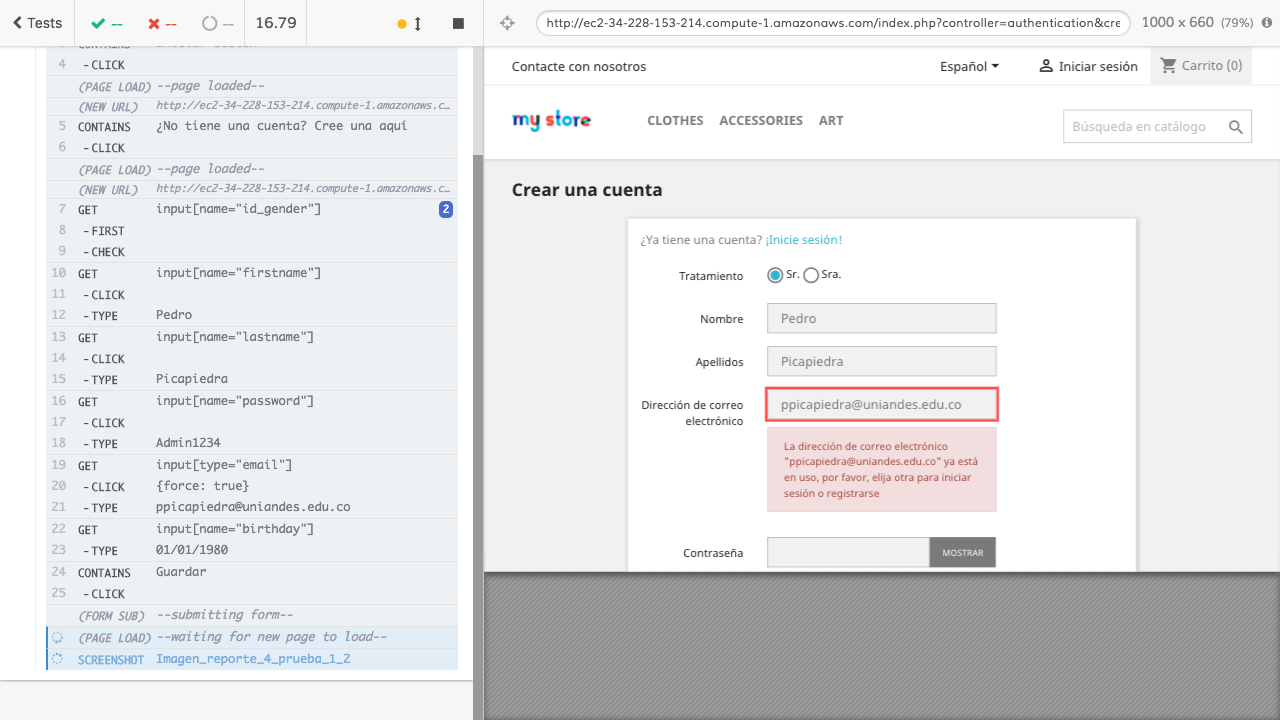 Tests
--
--
--
16.79
http://ec2-34-228-153-214.compute-1.amazonaws.com/index.php?controller=authentication&cre
1000 x 660 (79%)
4 - CLICK
(PAGE LOAD) --page loaded--
(NEW URL) http://ec2-34-228-153-214.compute-1.amazonaws.c…
5 CONTAINS ¿No tiene una cuenta? Cree una aquí
6 - CLICK
(PAGE LOAD) --page loaded--
(NEW URL) http://ec2-34-228-153-214.compute-1.amazonaws.c…
7 GET input[name="id_gender"] 2
8 - FIRST
9 - CHECK
10 GET input[name="firstname"]
11 - CLICK
12 - TYPE Pedro
13 GET input[name="lastname"]
14 - CLICK
15 - TYPE Picapiedra
16 GET input[name="password"]
17 - CLICK
18 - TYPE Admin1234
19 GET input[type="email"]
20 - CLICK {force: true}
21 - TYPE ppicapiedra@uniandes.edu.co
22 GET input[name="birthday"]
23 - TYPE 01/01/1980
24 CONTAINS Guardar
25 - CLICK
(FORM SUB) --submitting form--
(PAGE LOAD) --waiting for new page to load--
SCREENSHOT Imagen_reporte_4_prueba_1_2
Contacte con nosotros
Español
Iniciar sesión
Carrito (0)
my store
CLOTHES
ACCESSORIES
ART
Búsqueda en catálogo
Crear una cuenta
¿Ya tiene una cuenta? ¡Inicie sesión!
Tratamiento Sr. Sra.
Nombre Pedro
Apellidos Picapiedra
Dirección de correo
electrónico
ppicapiedra@uniandes.edu.co
La dirección de correo electrónico
"ppicapiedra@uniandes.edu.co" ya está
en uso, por favor, elija otra para iniciar
sesión o registrarse
Contraseña
MOSTRAR